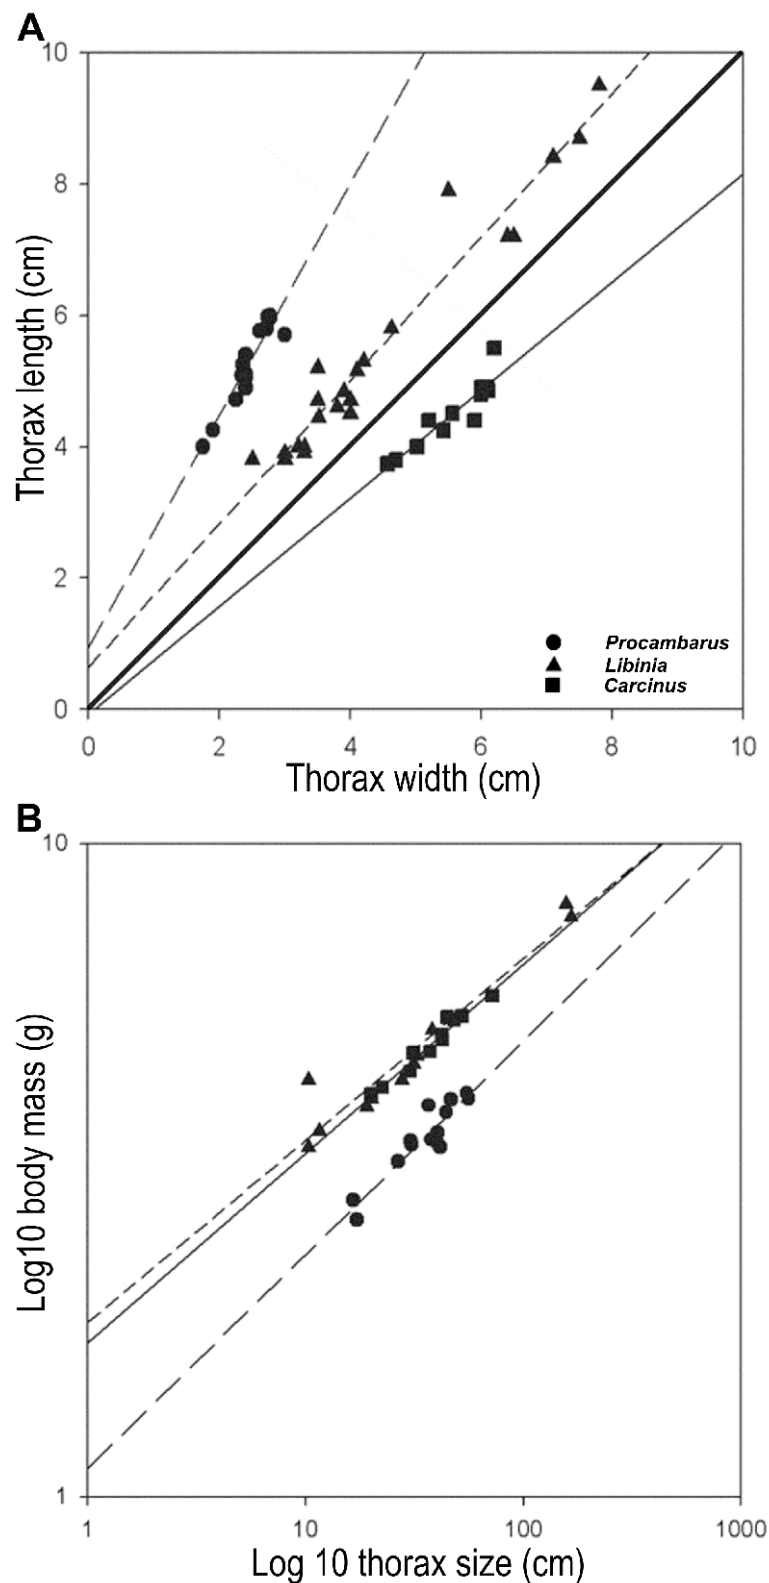 A
10
8
6
4
2
0
Thorax length (cm)
Procambarus
Libinia
Carcinus
0 2 4 6 8 10
Thorax width (cm)
B
10
1
Log10 body mass (g)
1 10 100 1000
Log 10 thorax size (cm)